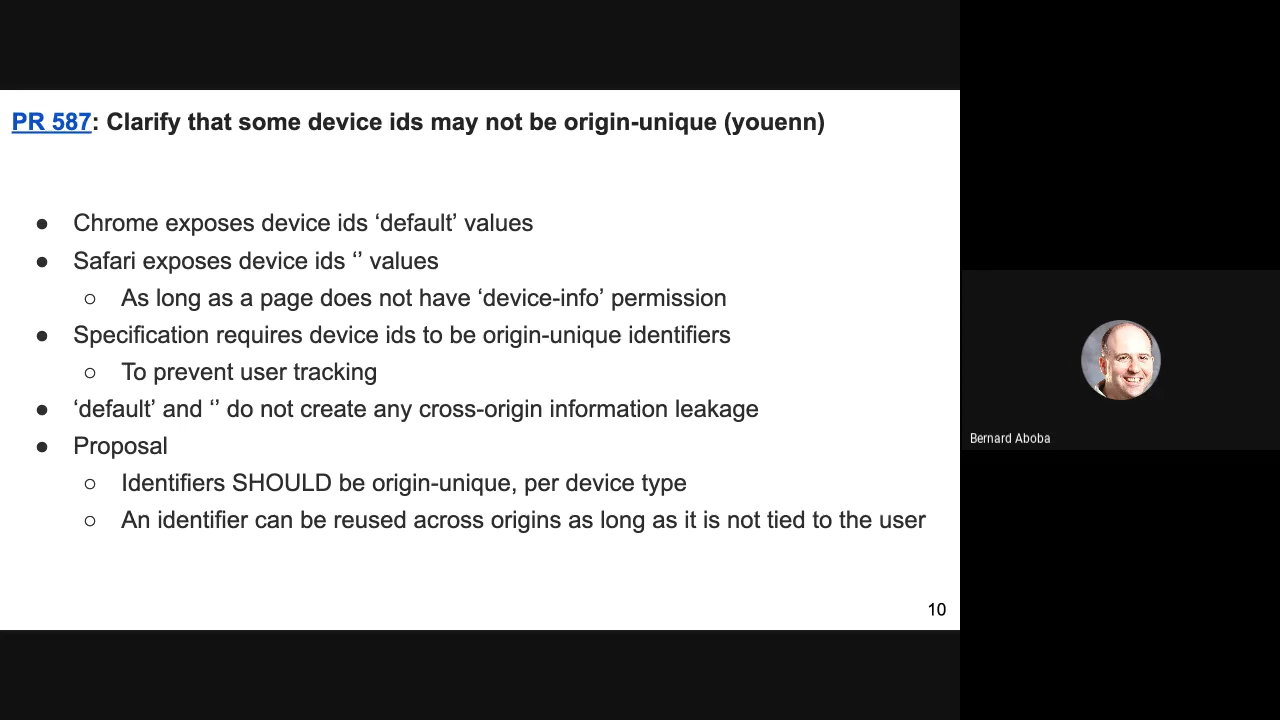 PR 587: Clarify that some device ids may not be origin-unique (youenn)
● Chrome exposes device ids ‘default’ values
● Safari exposes device ids ‘’ values
○ As long as a page does not have ‘device-info’ permission
● Specification requires device ids to be origin-unique identifiers
○ To prevent user tracking
● ‘default’ and ‘’ do not create any cross-origin information leakage
● Proposal
○ Identifiers SHOULD be origin-unique, per device type
○ An identifier can be reused across origins as long as it is not tied to the user
10
Bernard Aboba